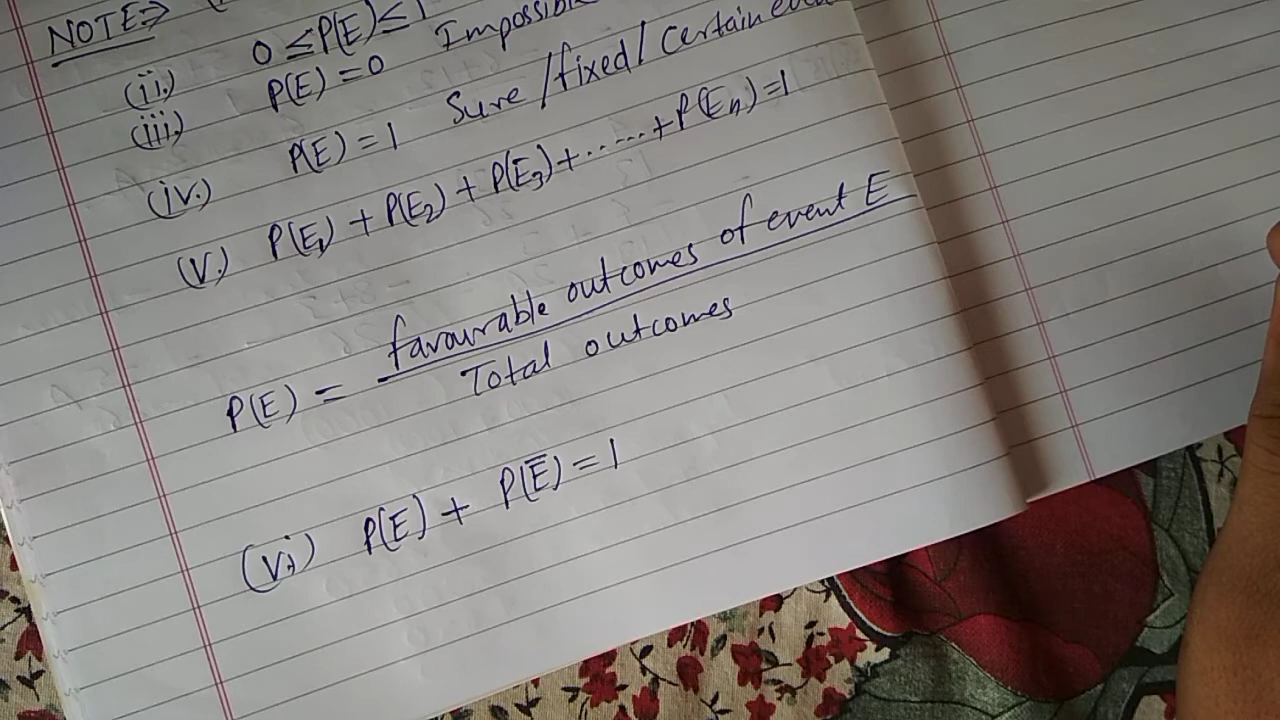 NOTE⇒ (
(ii.) 0 ≤ P(E) ≤ 1
(iii.) P(E) = 0 Impossible
(iv.) P(E) = 1 Sure / fixed / Certain
(V.) P(E₁) + P(E₂) + P(E₃) + ...... + P(Eₙ) = 1
P(E) = favourable outcomes of event E
Total outcomes
(vi) P(E) + P(E̅) = 1